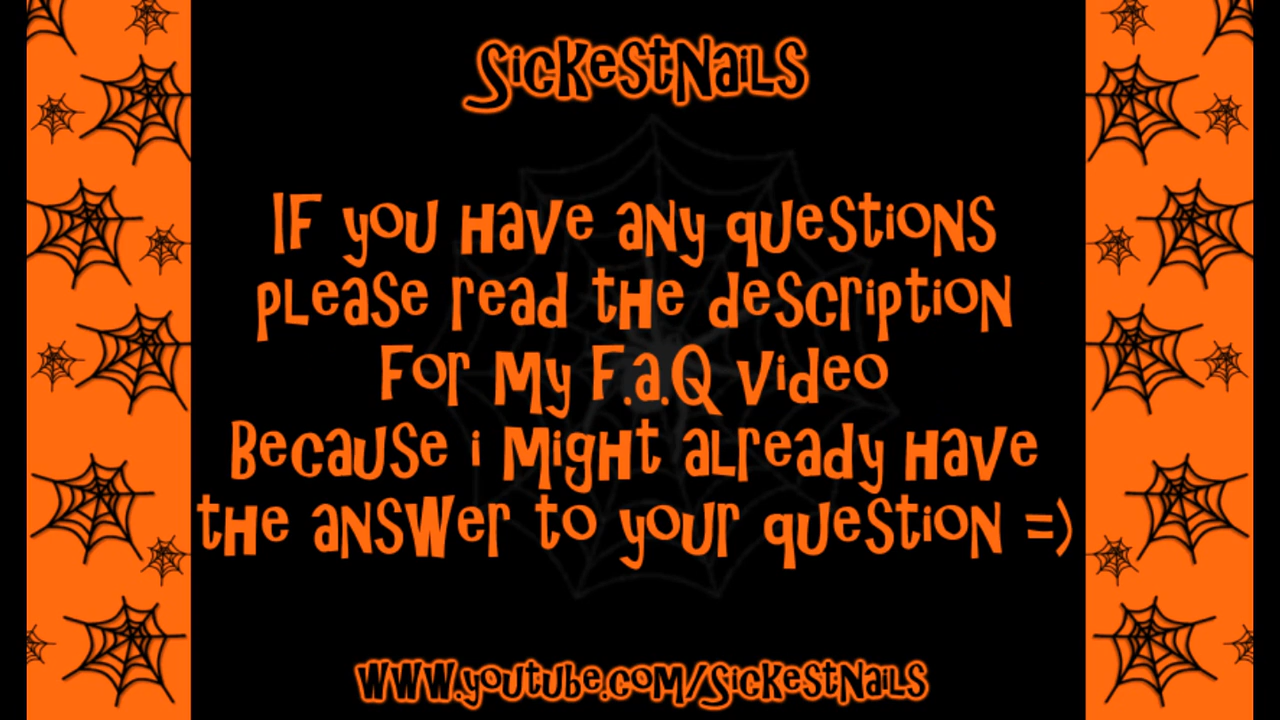 SickestNails
IF you have any questions
please read the description
For My F.a.Q video
Because i Might already have
the answer to your question =)
www.youtube.com/SickestNails